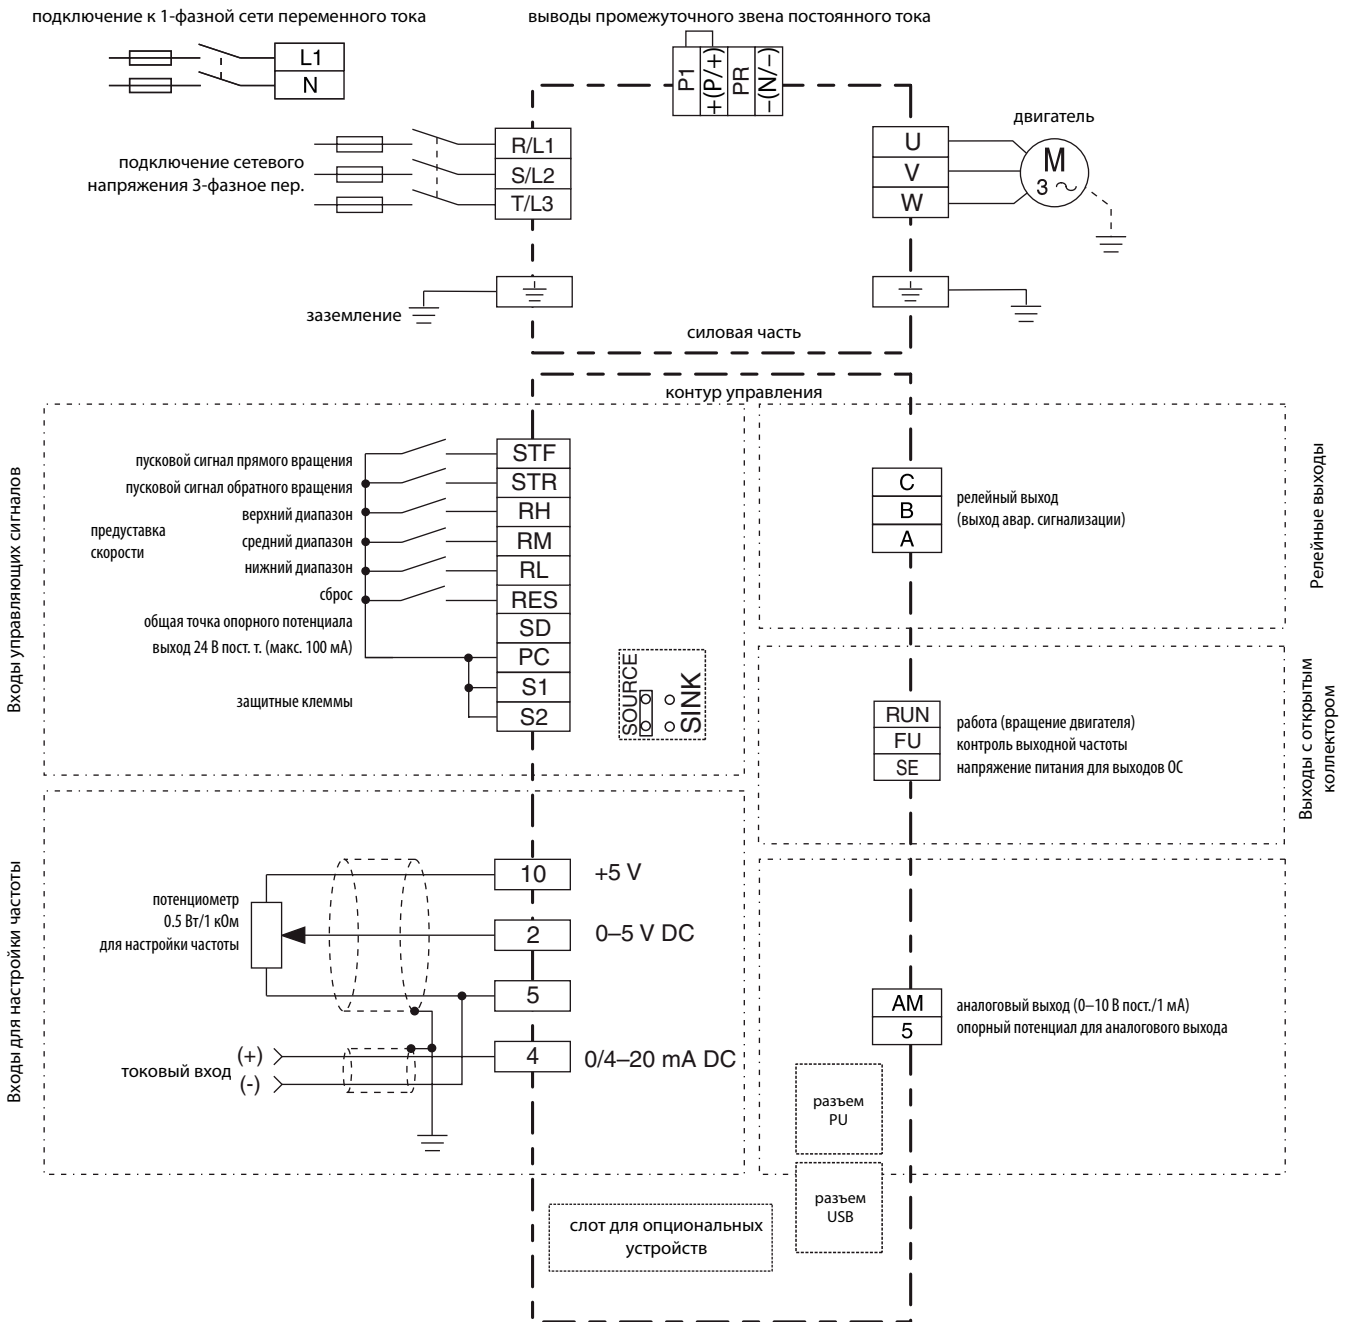 подключение к 1-фазной сети переменного тока
выводы промежуточного звена постоянного тока
L1
N
P1
+(P/+)
PR
–(N/–)
двигатель
подключение сетевого
напряжения 3-фазное пер.
R/L1
S/L2
T/L3
U
V
W
M
3 ~
заземление
силовая часть
контур управления
Входы управляющих сигналов
пусковой сигнал прямого вращения
пусковой сигнал обратного вращения
предуставка
скорости
верхний диапазон
средний диапазон
нижний диапазон
сброс
общая точка опорного потенциала
выход 24 В пост. т. (макс. 100 мА)
защитные клеммы
STF
STR
RH
RM
RL
RES
SD
PC
S1
S2
SOURCE
SINK
C
B
A
релейный выход
(выход авар. сигнализации)
Релейные выходы
RUN
FU
SE
работа (вращение двигателя)
контроль выходной частоты
напряжение питания для выходов ОС
Выходы с открытым
коллектором
Входы для настройки частоты
потенциометр
0.5 Вт/1 кОм
для настройки частоты
10
+5 V
2
0–5 V DC
5
4
0/4–20 mA DC
токовый вход
(+)
(-)
AM
5
аналоговый выход (0–10 В пост./1 мА)
опорный потенциал для аналогового выхода
разъем
PU
разъем
USB
слот для опциональных
устройств